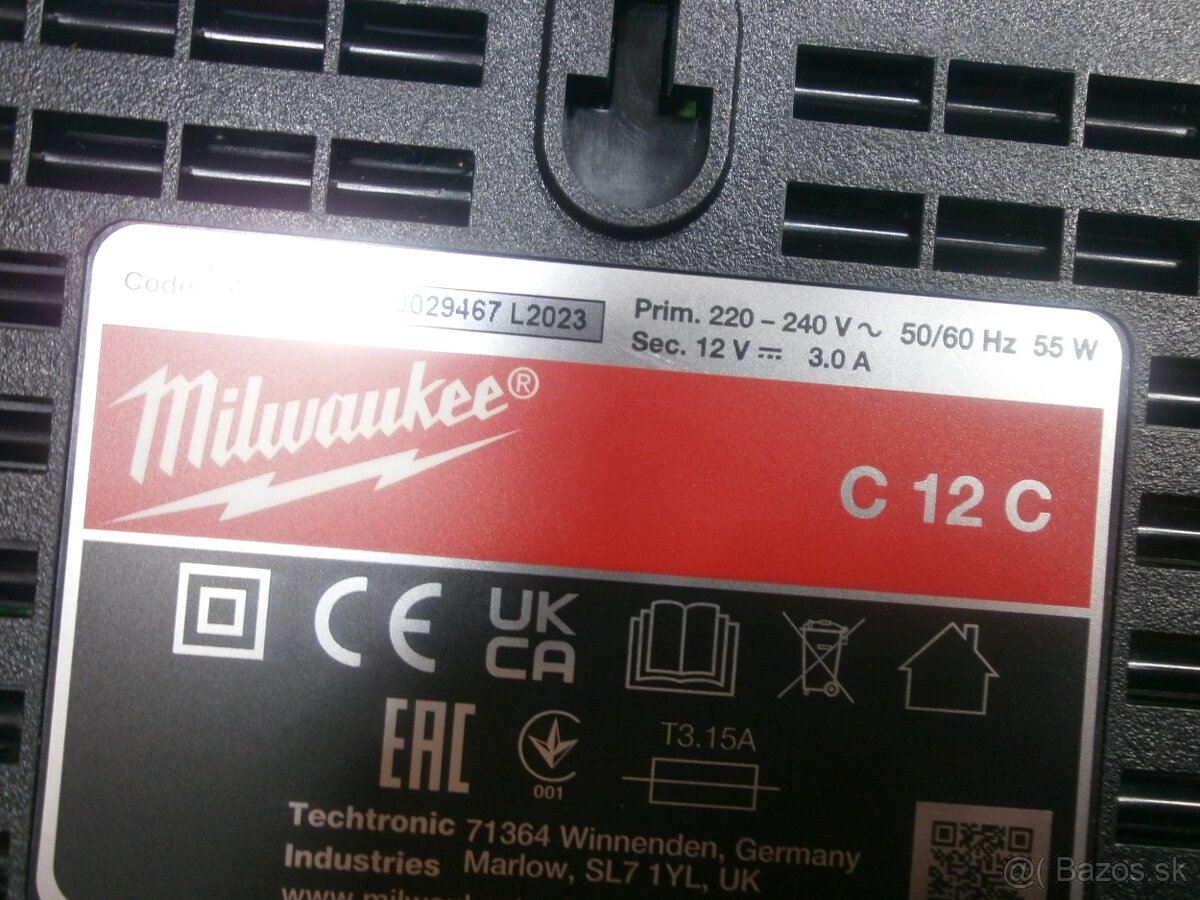 Code
029467 L2023
Prim. 220 – 240 V ~ 50/60 Hz 55 W
Sec. 12 V ⎓ 3.0 A
Milwaukee®
C 12 C
CE
UK
CA
EAC
001
T3.15A
Techtronic 71364 Winnenden, Germany
Industries Marlow, SL7 1YL, UK
@( Bazos.sk